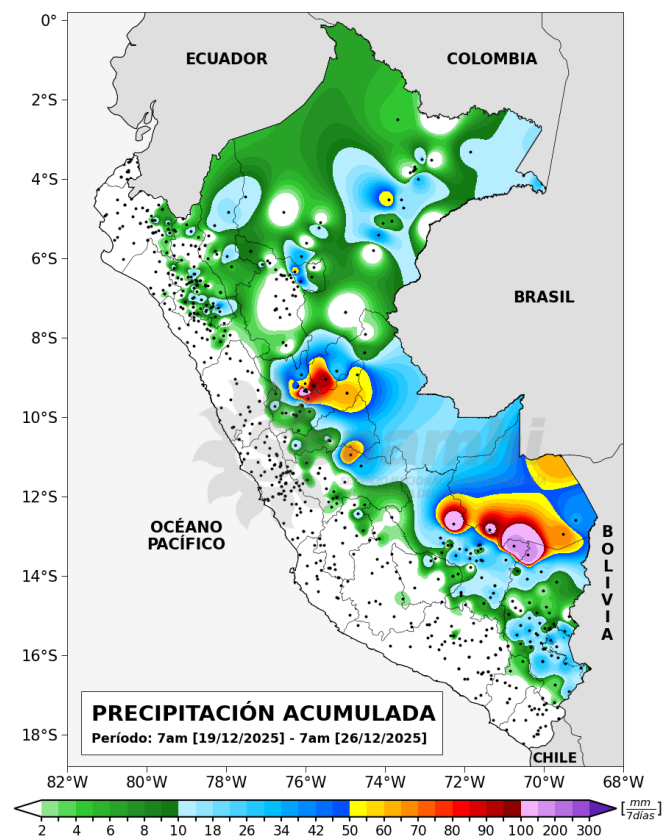 0°
2°S
4°S
6°S
8°S
10°S
12°S
14°S
16°S
18°S
ECUADOR
COLOMBIA
BRASIL
OCÉANO
PACÍFICO
B
O
L
I
V
I
A
CHILE
PRECIPITACIÓN ACUMULADA
Período: 7am [19/12/2025] - 7am [26/12/2025]
82°W 80°W 78°W 76°W 74°W 72°W 70°W 68°W
2 4 6 8 10 18 26 34 42 50 60 70 80 90 100 200 300
[mm/7días]